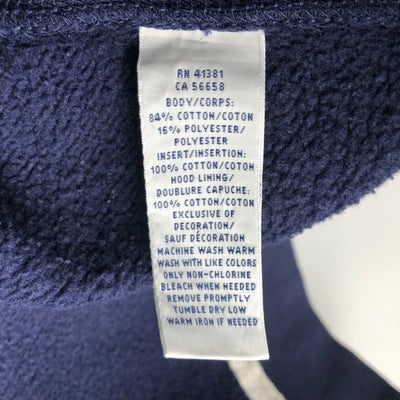 RN 41381
CA 56658
BODY/CORPS:
84% COTTON/COTON
16% POLYESTER/
POLYESTER
INSERT/INSERTION:
100% COTTON/COTON
HOOD LINING/
DOUBLURE CAPUCHE:
100% COTTON/COTON
EXCLUSIVE OF
DECORATION/
SAUF DÉCORATION
MACHINE WASH WARM
WASH WITH LIKE COLORS
ONLY NON-CHLORINE
BLEACH WHEN NEEDED
REMOVE PROMPTLY
TUMBLE DRY LOW
WARM IRON IF NEEDED